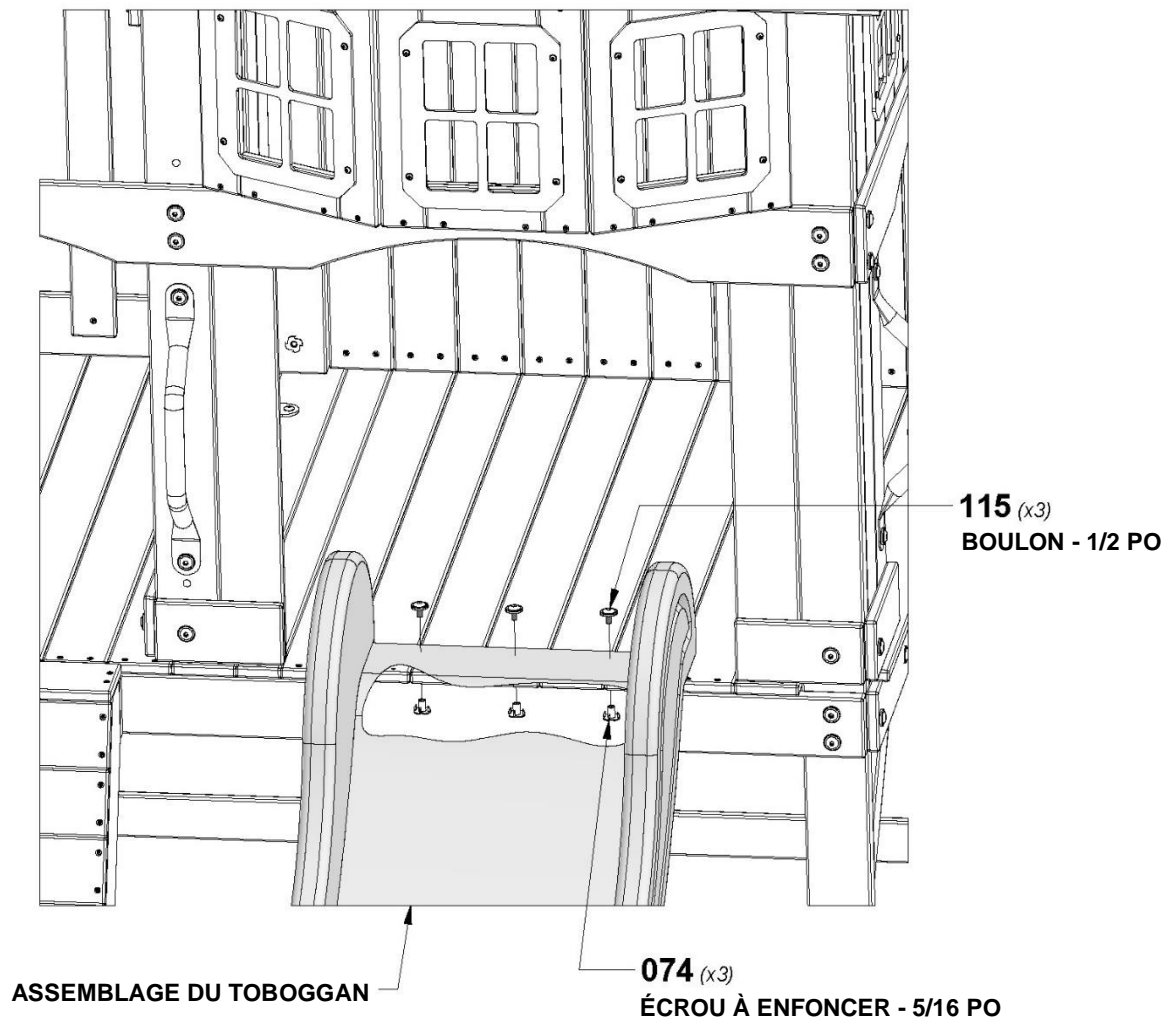 115 (x3)
BOULON - 1/2 PO
ASSEMBLAGE DU TOBOGGAN
074 (x3)
ÉCROU À ENFONCER - 5/16 PO